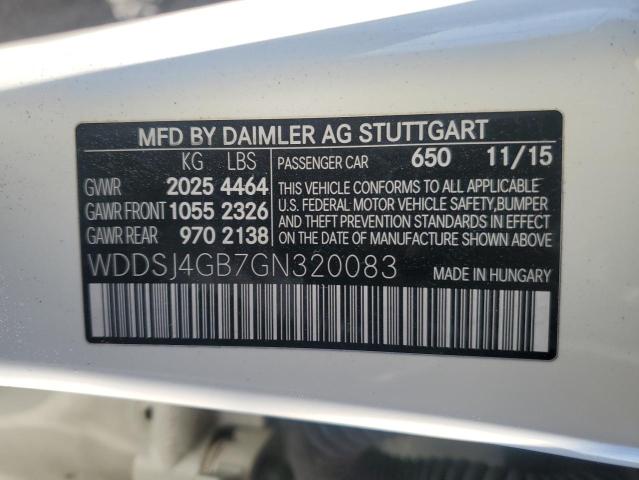 MFD BY DAIMLER AG STUTTGART
KG LBS
GVWR 2025 4464
GAWR FRONT 1055 2326
GAWR REAR 970 2138
PASSENGER CAR 650 11/15
THIS VEHICLE CONFORMS TO ALL APPLICABLE
U.S. FEDERAL MOTOR VEHICLE SAFETY, BUMPER
AND THEFT PREVENTION STANDARDS IN EFFECT
ON THE DATE OF MANUFACTURE SHOWN ABOVE
WDDSJ4GB7GN320083 MADE IN HUNGARY